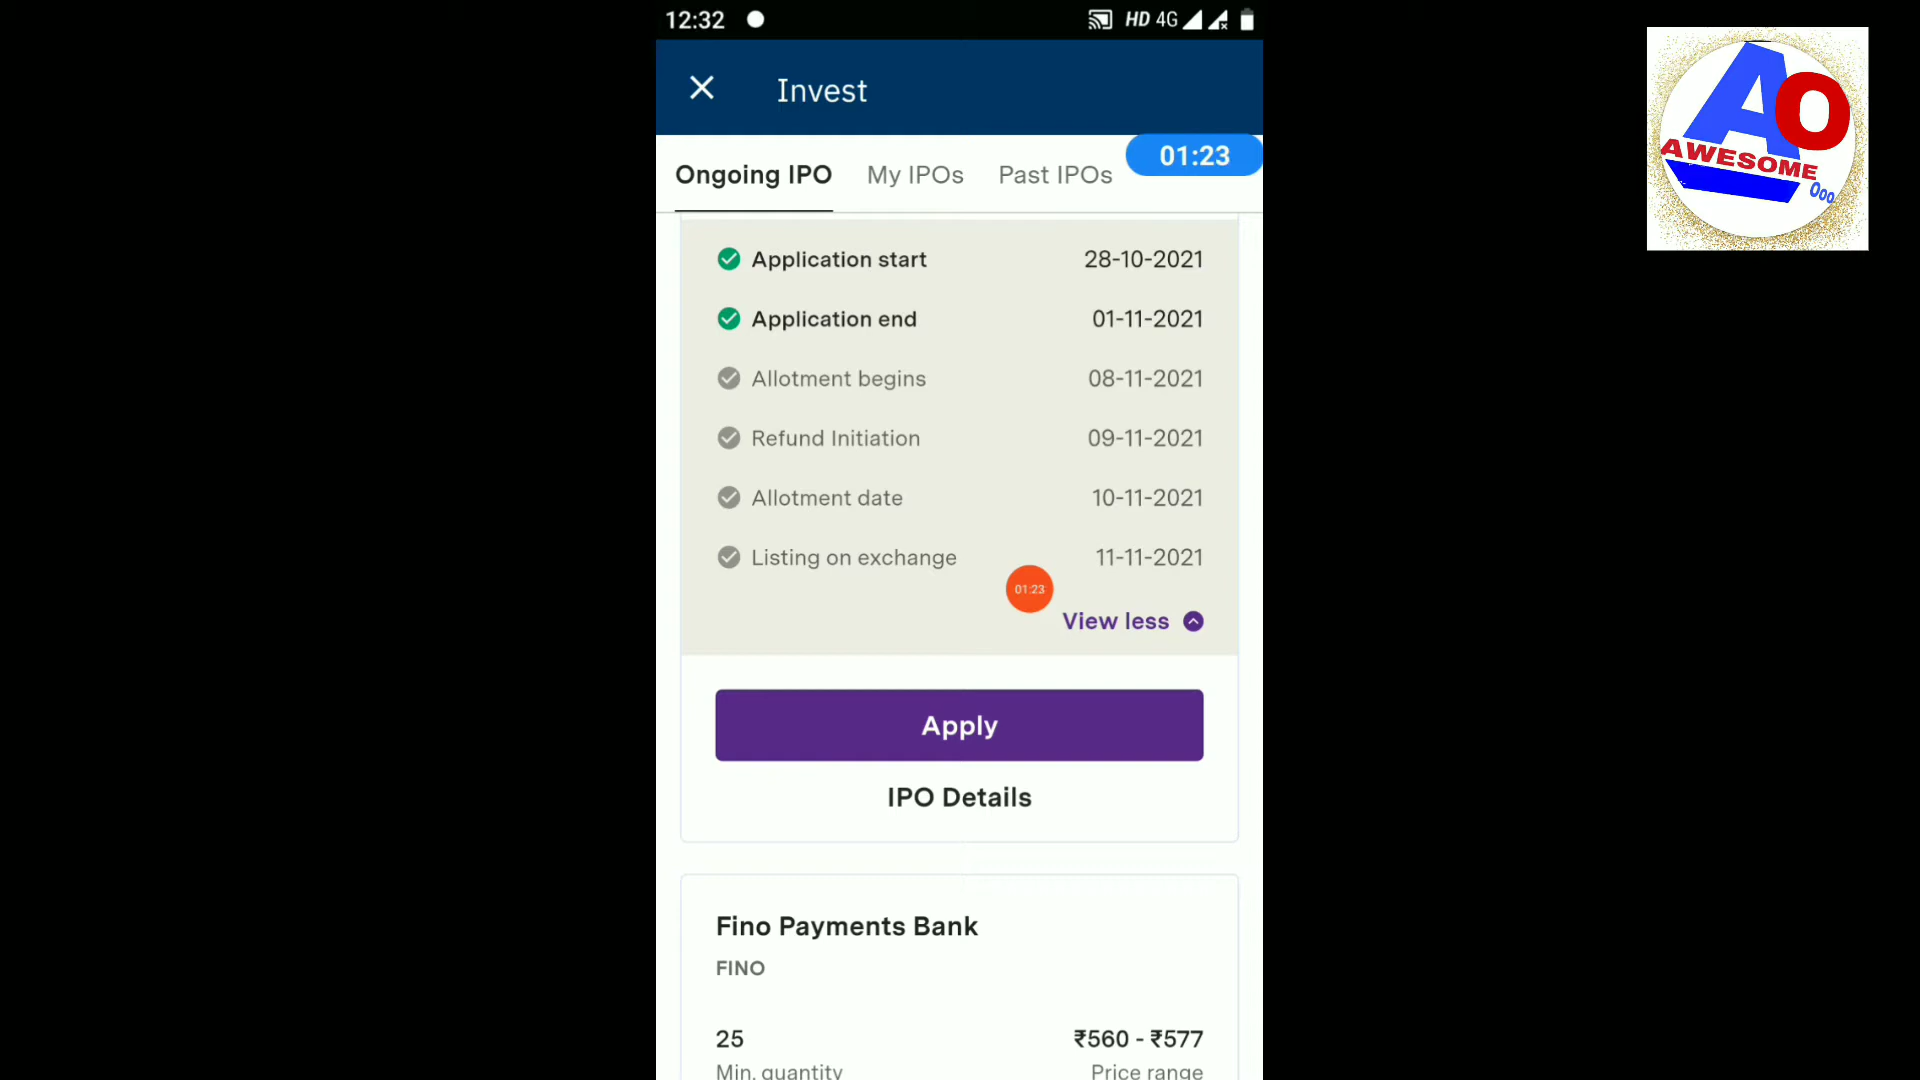 12:32
HD 4G
Invest
01:23
Ongoing IPO My IPOs Past IPOs
Application start 28-10-2021
Application end 01-11-2021
Allotment begins 08-11-2021
Refund Initiation 09-11-2021
Allotment date 10-11-2021
Listing on exchange 11-11-2021
01:23
View less
Apply
IPO Details
Fino Payments Bank
FINO
25 ₹560 - ₹577
Min. quantity Price range
AO
AWESOME
Ooo